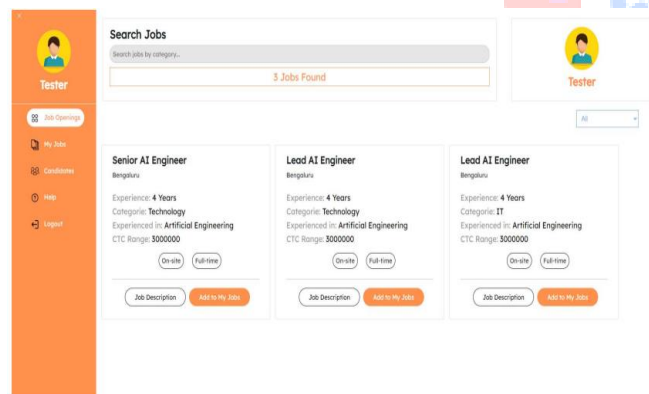 Tester
Job Openings
My Jobs
Candidates
Help
Logout
Search Jobs
Search jobs by category...
3 Jobs Found
Tester
All
Senior AI Engineer
Bengaluru
Experience: 4 Years
Categorie: Technology
Experienced in: Artificial Engineering
CTC Range: 3000000
On-site Full-time
Job Description Add to My Jobs
Lead AI Engineer
Bengaluru
Experience: 4 Years
Categorie: Technology
Experienced in: Artificial Engineering
CTC Range: 3000000
On-site Full-time
Job Description Add to My Jobs
Lead AI Engineer
Bengaluru
Experience: 4 Years
Categorie: IT
Experienced in: Artificial Engineering
CTC Range: 3000000
On-site Full-time
Job Description Add to My Jobs